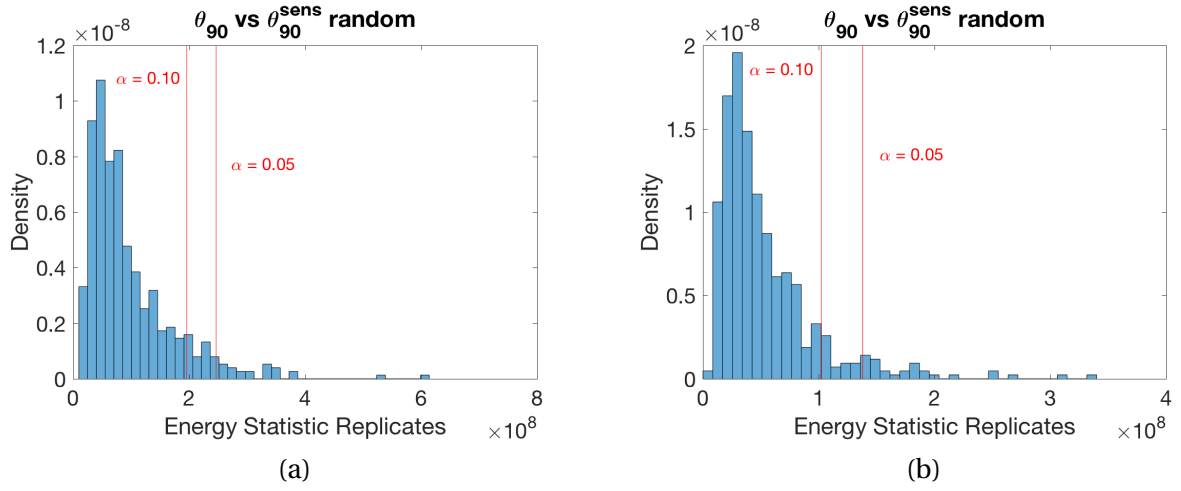 θ₉₀ vs θ₉₀ˢᵉⁿˢ random
×10⁻⁸
1.2
1
0.8
0.6
0.4
0.2
0
Density
α = 0.10
α = 0.05
0 2 4 6 8
Energy Statistic Replicates ×10⁸
(a)
θ₉₀ vs θ₉₀ˢᵉⁿˢ random
×10⁻⁸
2
1.5
1
0.5
0
Density
α = 0.10
α = 0.05
0 1 2 3 4
Energy Statistic Replicates ×10⁸
(b)